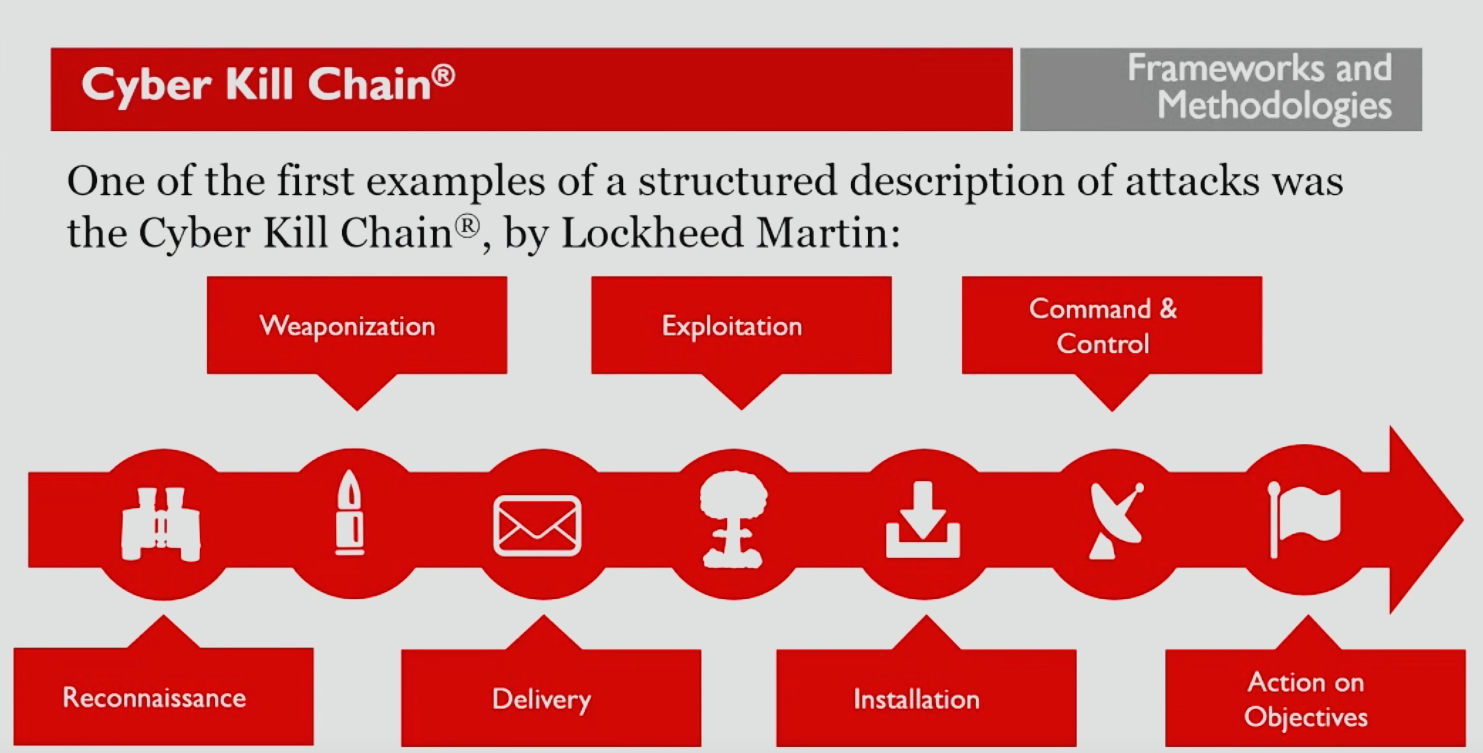 Cyber Kill Chain®
Frameworks and
Methodologies
One of the first examples of a structured description of attacks was
the Cyber Kill Chain®, by Lockheed Martin:
Weaponization
Exploitation
Command &
Control
Reconnaissance
Delivery
Installation
Action on
Objectives